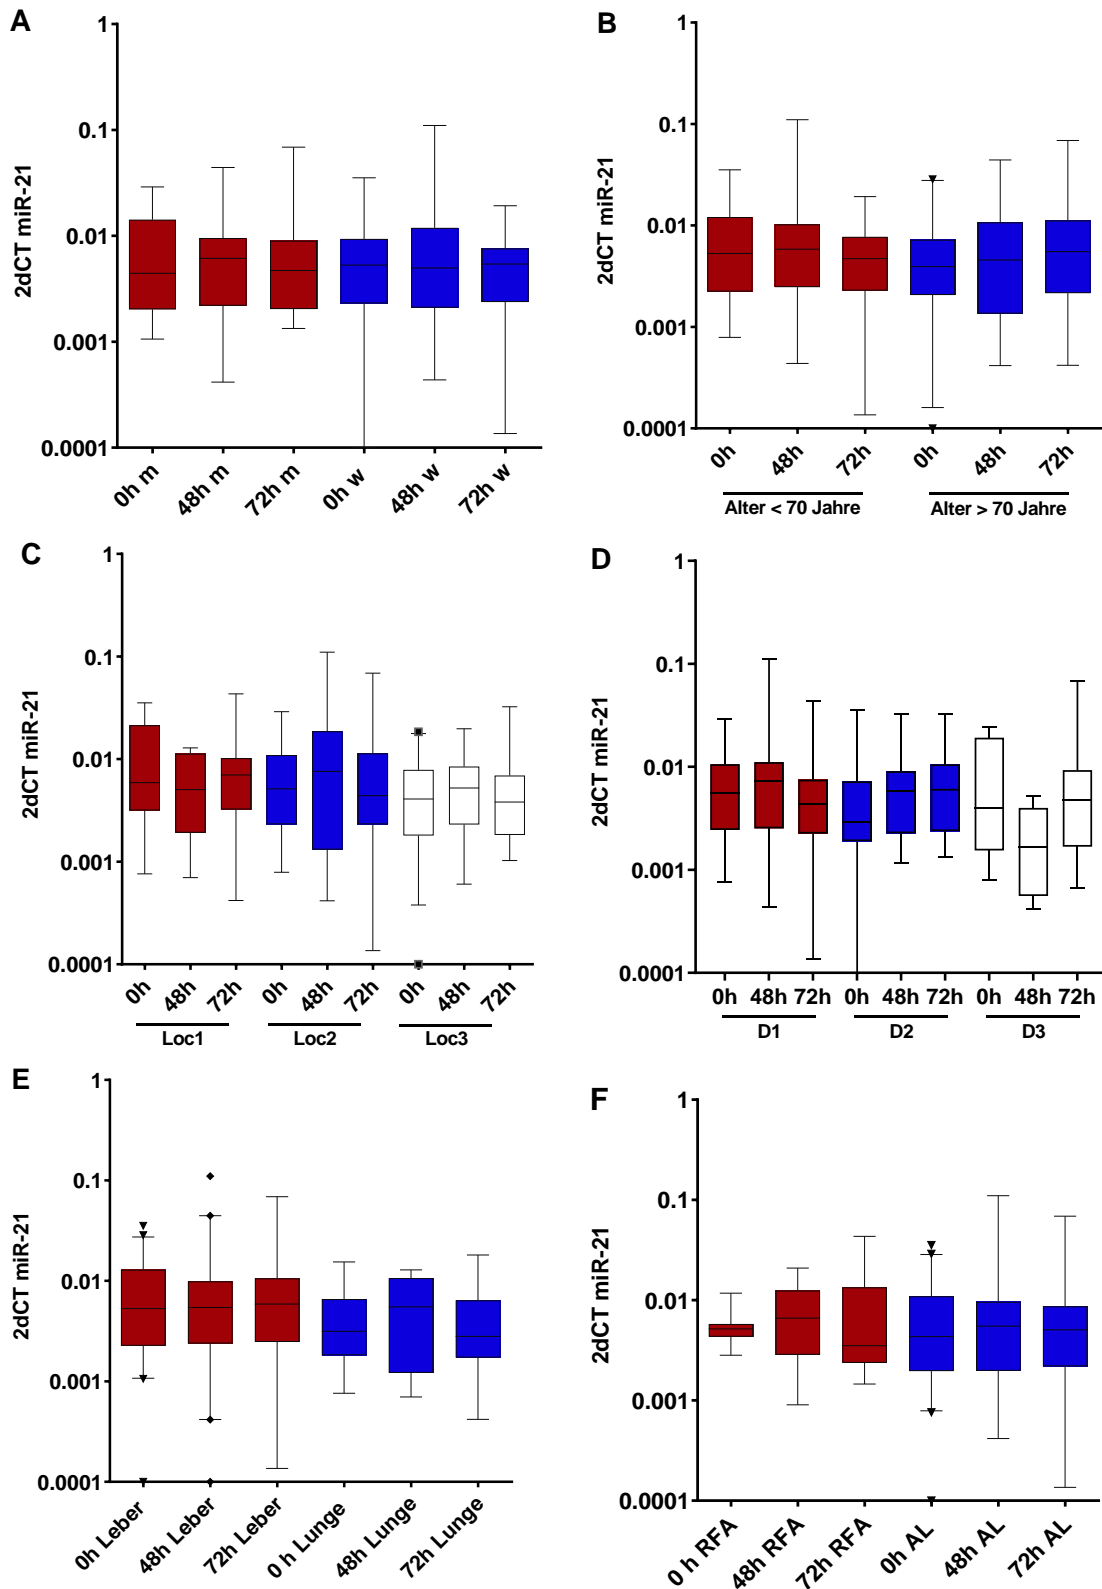 A
2dCT miR-21
1
0.1
0.01
0.001
0.0001
0h m
48h m
72h m
0h w
48h w
72h w
B
2dCT miR-21
1
0.1
0.01
0.001
0.0001
0h
48h
72h
0h
48h
72h
Alter < 70 Jahre
Alter > 70 Jahre
C
2dCT miR-21
1
0.1
0.01
0.001
0.0001
0h
48h
72h
0h
48h
72h
0h
48h
72h
Loc1
Loc2
Loc3
D
2dCT miR-21
1
0.1
0.01
0.001
0.0001
0h
48h
72h
0h
48h
72h
0h
48h
72h
D1
D2
D3
E
2dCT miR-21
1
0.1
0.01
0.001
0.0001
0h Leber
48h Leber
72h Leber
0 h Lunge
48h Lunge
72h Lunge
F
2dCT miR-21
1
0.1
0.01
0.001
0.0001
0 h RFA
48h RFA
72h RFA
0h AL
48h AL
72h AL